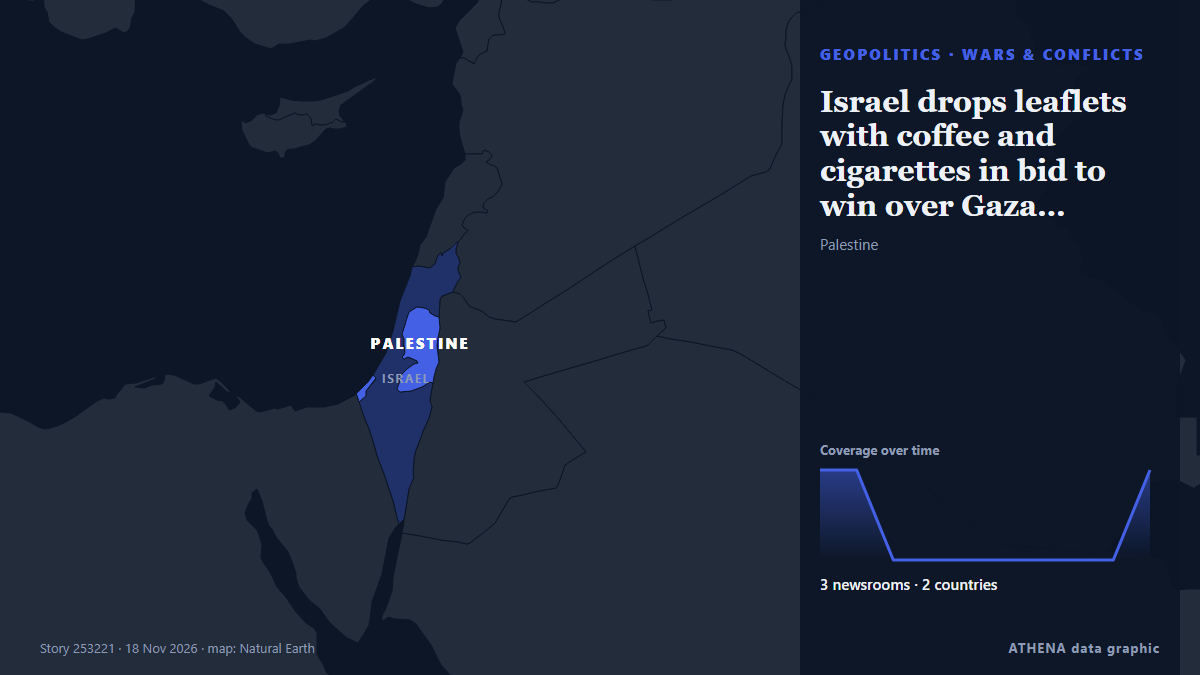 GEOPOLITICS · WARS & CONFLICTS
Israel drops leaflets
with coffee and
cigarettes in bid to
win over Gaza...
Palestine
PALESTINE
ISRAEL
Coverage over time
3 newsrooms · 2 countries
Story 253221 · 18 Nov 2026 · map: Natural Earth
ATHENA data graphic